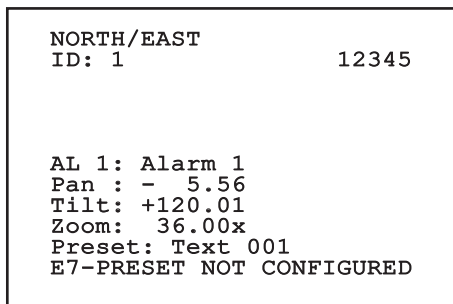 NORTH/EAST
ID: 1 12345
AL 1: Alarm 1
Pan : - 5.56
Tilt: +120.01
Zoom: 36.00x
Preset: Text 001
E7-PRESET NOT CONFIGURED